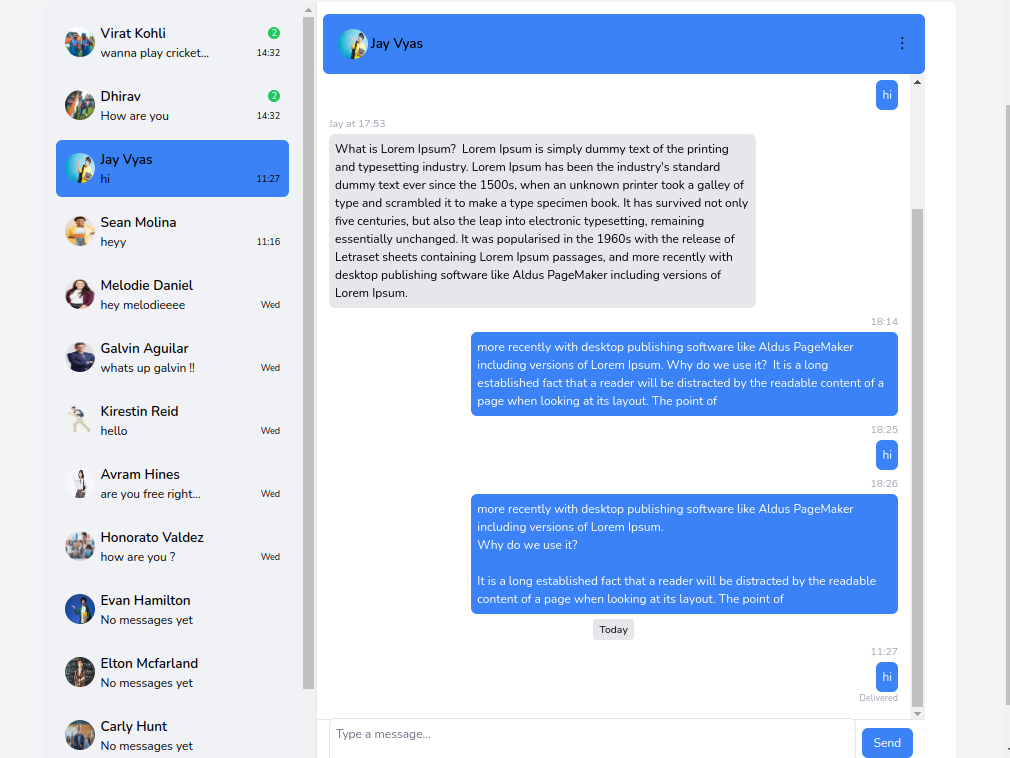 Virat Kohli
2
wanna play cricket...
14:32
Dhirav
2
How are you
14:32
Jay Vyas
hi
11:27
Sean Molina
heyy
11:16
Melodie Daniel
hey melodieeee
Wed
Galvin Aguilar
whats up galvin !!
Wed
Kirestin Reid
hello
Wed
Avram Hines
are you free right...
Wed
Honorato Valdez
how are you ?
Wed
Evan Hamilton
No messages yet
Elton Mcfarland
No messages yet
Carly Hunt
No messages yet
Jay Vyas
hi
Jay at 17:53
What is Lorem Ipsum?  Lorem Ipsum is simply dummy text of the printing
and typesetting industry. Lorem Ipsum has been the industry's standard
dummy text ever since the 1500s, when an unknown printer took a galley of
type and scrambled it to make a type specimen book. It has survived not only
five centuries, but also the leap into electronic typesetting, remaining
essentially unchanged. It was popularised in the 1960s with the release of
Letraset sheets containing Lorem Ipsum passages, and more recently with
desktop publishing software like Aldus PageMaker including versions of
Lorem Ipsum.
18:14
more recently with desktop publishing software like Aldus PageMaker
including versions of Lorem Ipsum. Why do we use it?  It is a long
established fact that a reader will be distracted by the readable content of a
page when looking at its layout. The point of
18:25
hi
18:26
more recently with desktop publishing software like Aldus PageMaker
including versions of Lorem Ipsum.
Why do we use it?
It is a long established fact that a reader will be distracted by the readable
content of a page when looking at its layout. The point of
Today
11:27
hi
Delivered
Type a message...
Send